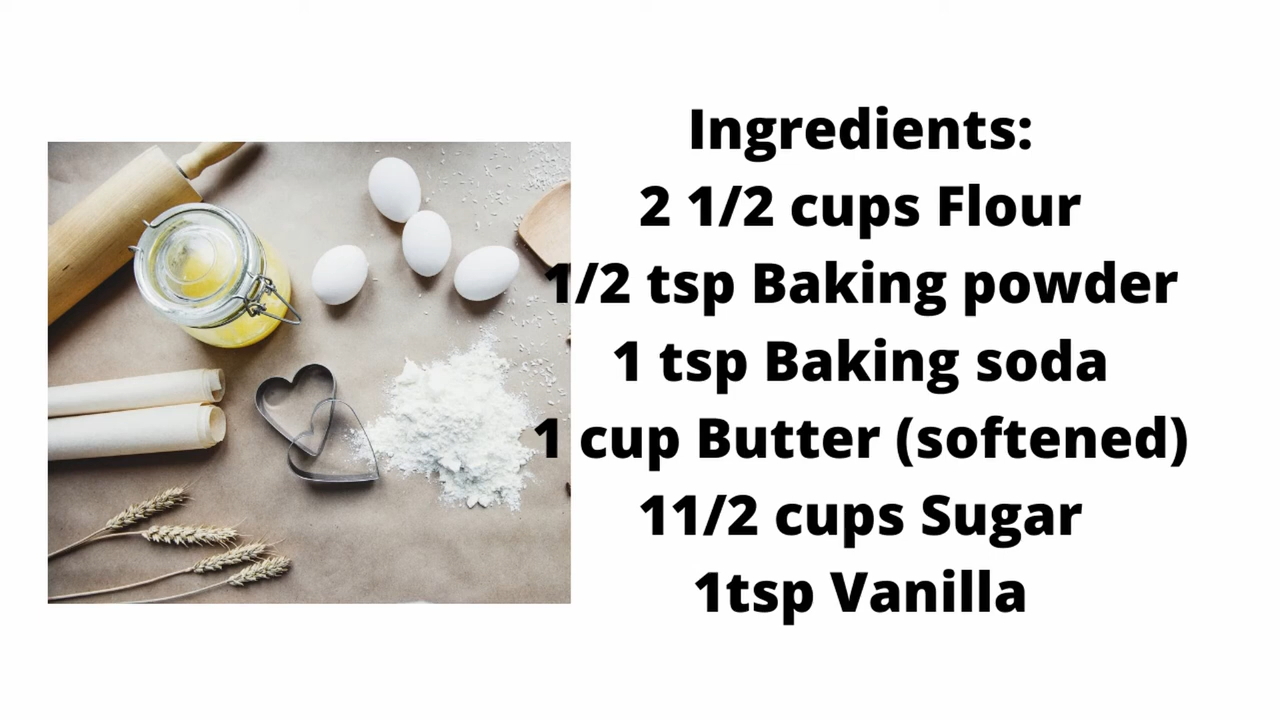 Ingredients:
2 1/2 cups Flour
1/2 tsp Baking powder
1 tsp Baking soda
1 cup Butter (softened)
11/2 cups Sugar
1tsp Vanilla